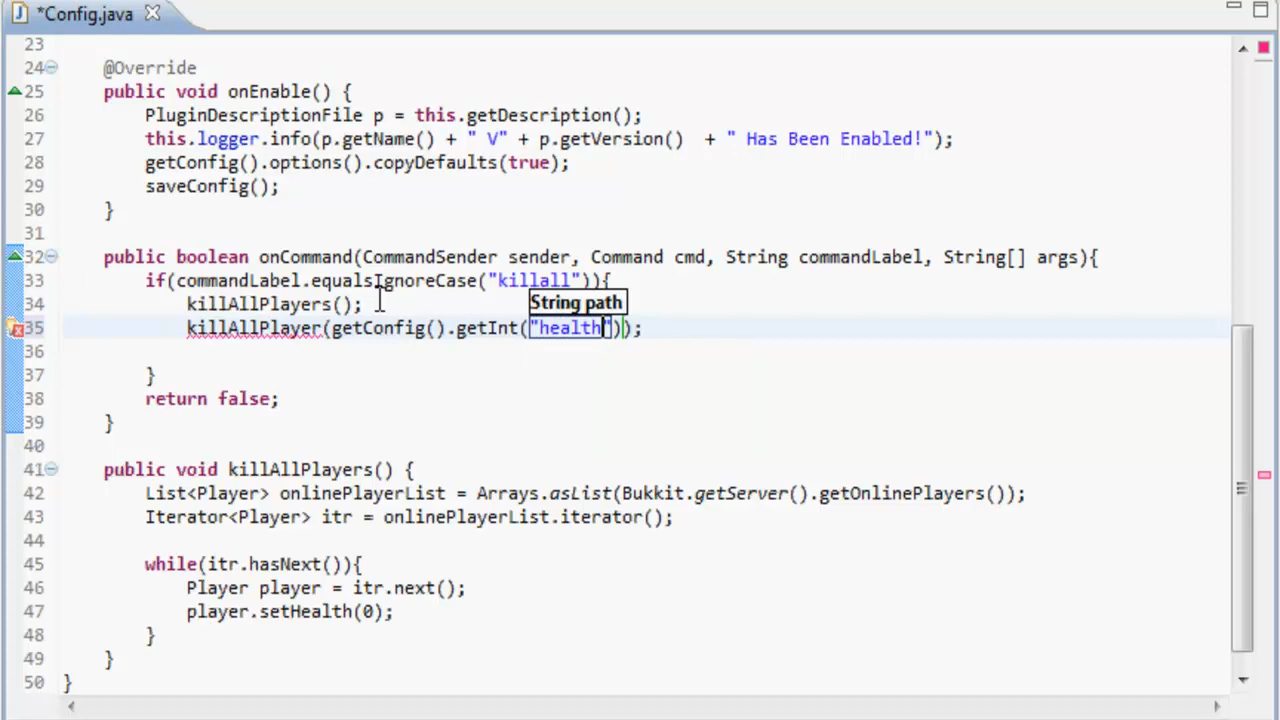 *Config.java
23
24 @Override
25 public void onEnable() {
26 PluginDescriptionFile p = this.getDescription();
27 this.logger.info(p.getName() + " V" + p.getVersion()  + " Has Been Enabled!");
28 getConfig().options().copyDefaults(true);
29 saveConfig();
30 }
31
32 public boolean onCommand(CommandSender sender, Command cmd, String commandLabel, String[] args){
33 if(commandLabel.equalsIgnoreCase("killall")){
34 killAllPlayers();
String path
35 killAllPlayer(getConfig().getInt("health"));
36
37 }
38 return false;
39 }
40
41 public void killAllPlayers() {
42 List<Player> onlinePlayerList = Arrays.asList(Bukkit.getServer().getOnlinePlayers());
43 Iterator<Player> itr = onlinePlayerList.iterator();
44
45 while(itr.hasNext()){
46 Player player = itr.next();
47 player.setHealth(0);
48 }
49 }
50 }